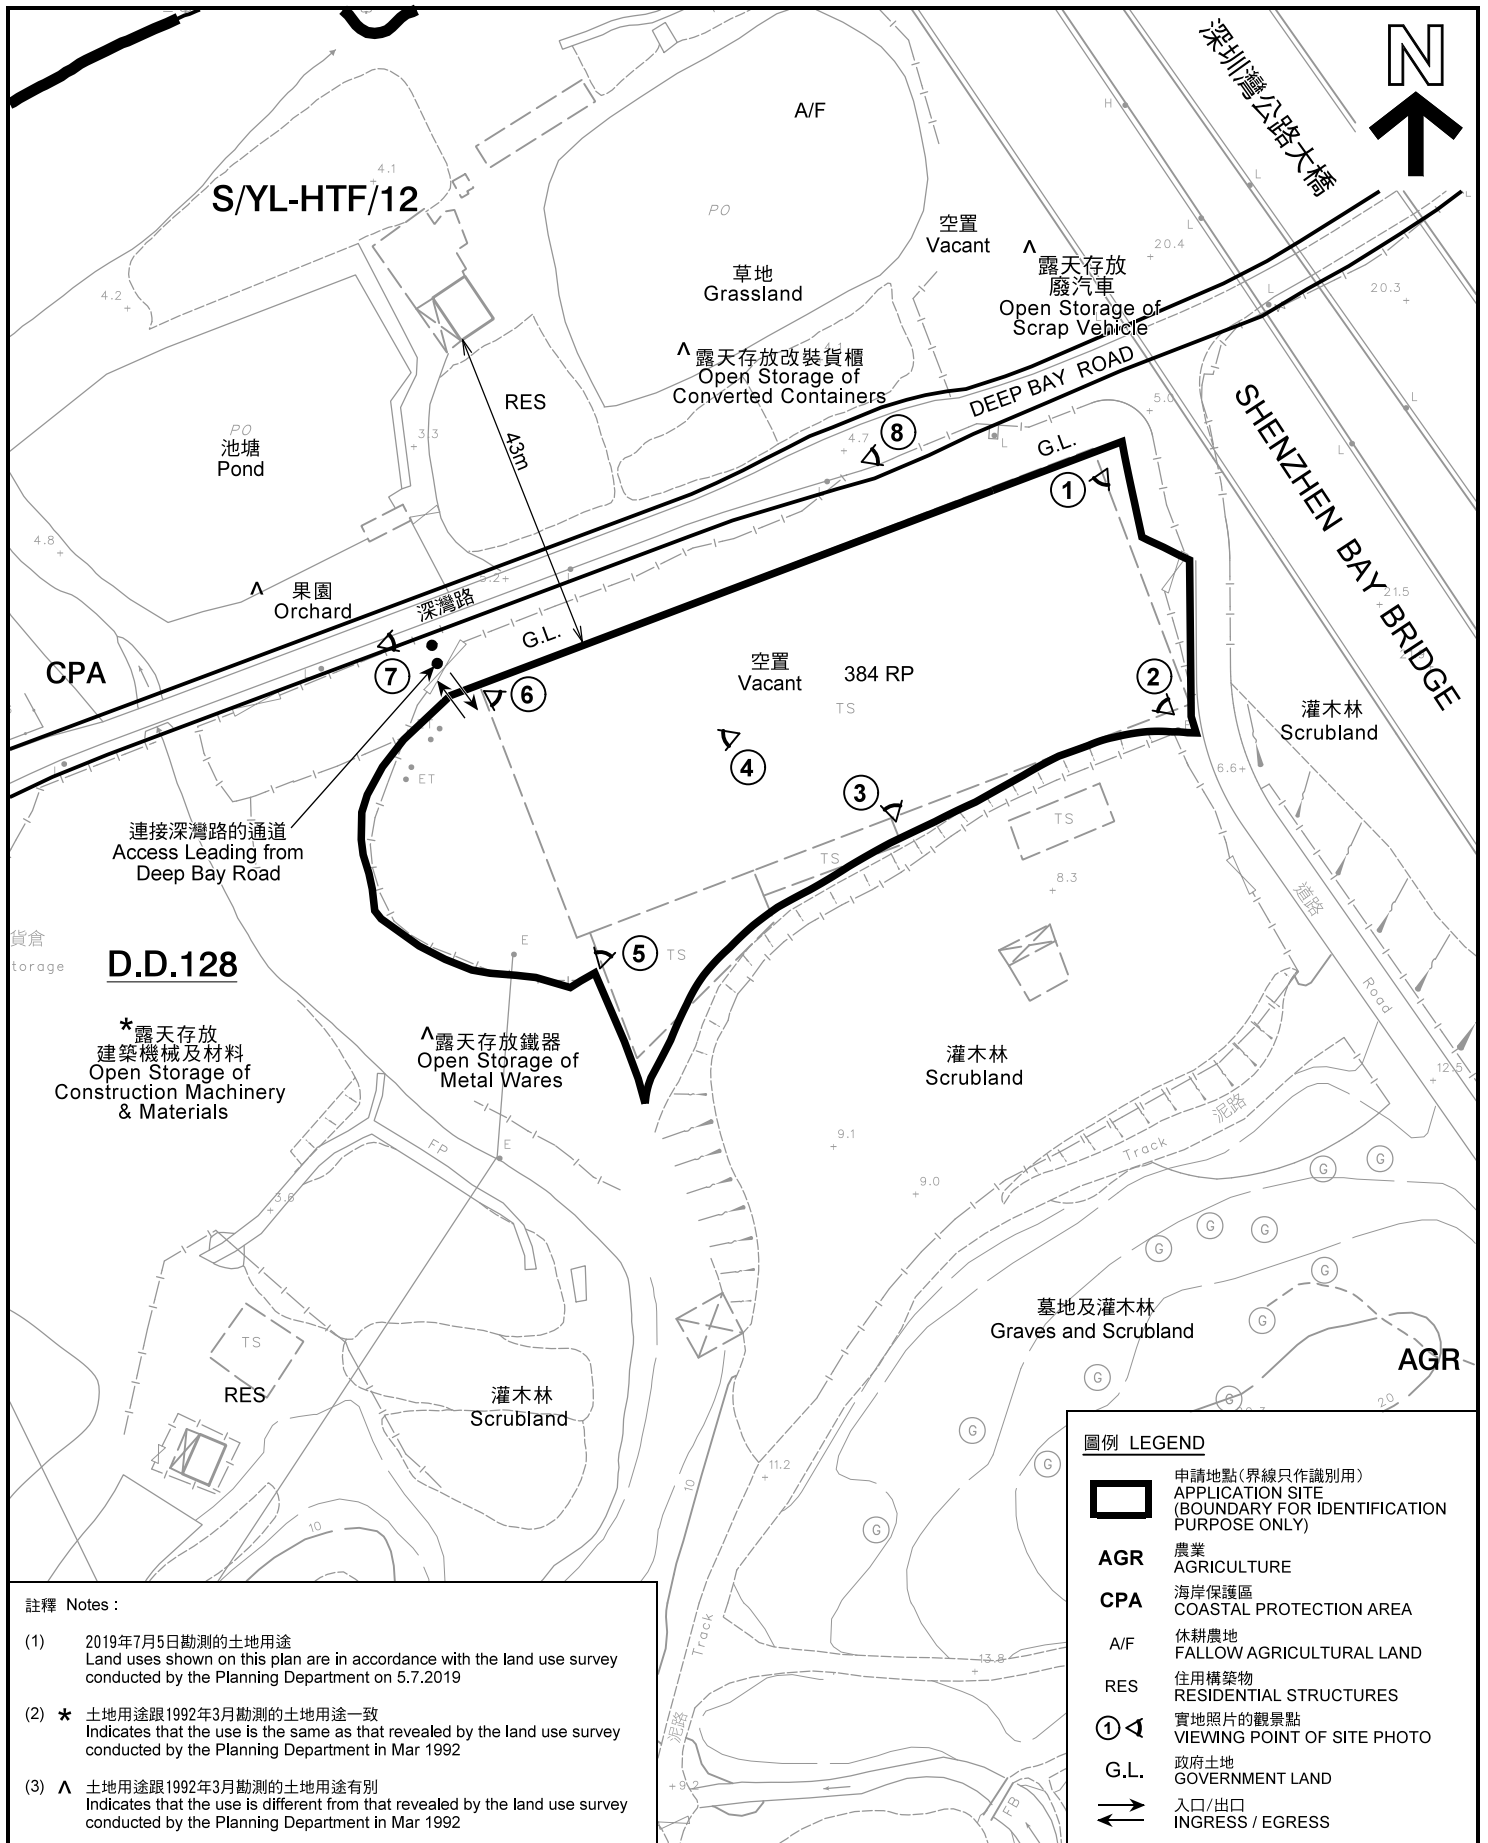 N
深圳灣公路大橋
A/F
H
L
4.1
S/YL-HTF/12
PO
空置
Vacant
L
20.4
草地
Grassland
露天存放
廢汽車
Open Storage of
Scrap Vehicle
^
L
20.3
4.2
^
露天存放改裝貨櫃
Open Storage of
Converted Containers
4.1
DEEP BAY ROAD
RES
43m
SHENZHEN BAY BRIDGE
L
5.0
PO
池塘
Pond
3.3
4.7
8
L
G.L.
1
L
4.8
^
果園
Orchard
5.2
深灣路
G.L.
21.5
CPA
7
6
空置
Vacant
384 RP
TS
2
灌木林
Scrubland
4
3
6.6
ET
連接深灣路的通道
Access Leading from
Deep Bay Road
TS
TS
8.3
道路
Road
貨倉
torage
D.D.128
E
5
TS
*露天存放
建築機械及材料
Open Storage of
Construction Machinery
& Materials
^露天存放鐵器
Open Storage of
Metal Wares
灌木林
Scrubland
12.5
泥路
Track
FP
E
9.1
9.0
3.6
G
G
G
G
G
G
G
墓地及灌木林
Graves and Scrubland
AGR
TS
RES
灌木林
Scrubland
G
G
20
G
G
G
11.2
10
10
13.8
Track
泥路
9.2
FB
圖例 LEGEND
申請地點(界線只作識別用)
APPLICATION SITE
(BOUNDARY FOR IDENTIFICATION
PURPOSE ONLY)
AGR
農業
AGRICULTURE
CPA
海岸保護區
COASTAL PROTECTION AREA
A/F
休耕農地
FALLOW AGRICULTURAL LAND
RES
住用構築物
RESIDENTIAL STRUCTURES
1
實地照片的觀景點
VIEWING POINT OF SITE PHOTO
G.L.
政府土地
GOVERNMENT LAND
入口/出口
INGRESS / EGRESS
註釋 Notes :
(1) 2019年7月5日勘測的土地用途
Land uses shown on this plan are in accordance with the land use survey
conducted by the Planning Department on 5.7.2019
(2) * 土地用途跟1992年3月勘測的土地用途一致
Indicates that the use is the same as that revealed by the land use survey
conducted by the Planning Department in Mar 1992
(3) ^ 土地用途跟1992年3月勘測的土地用途有別
Indicates that the use is different from that revealed by the land use survey
conducted by the Planning Department in Mar 1992